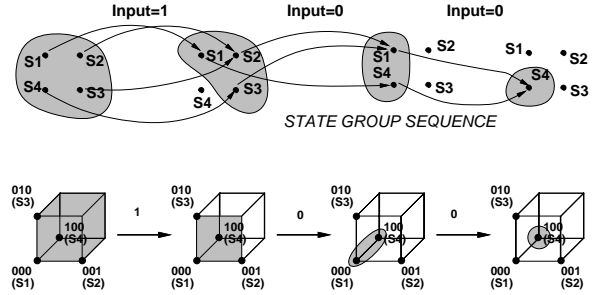 Input=1 Input=0 Input=0
S1 S2 S1 S2 S1 S2 S1 S2
S4 S3 S4 S3 S4 S3 S4 S3
STATE GROUP SEQUENCE
010 (S3) 010 (S3) 010 (S3) 010 (S3)
1 0 0
100 (S4) 100 (S4) 100 (S4) 100 (S4)
000 (S1) 001 (S2) 000 (S1) 001 (S2) 000 (S1) 001 (S2) 000 (S1) 001 (S2)